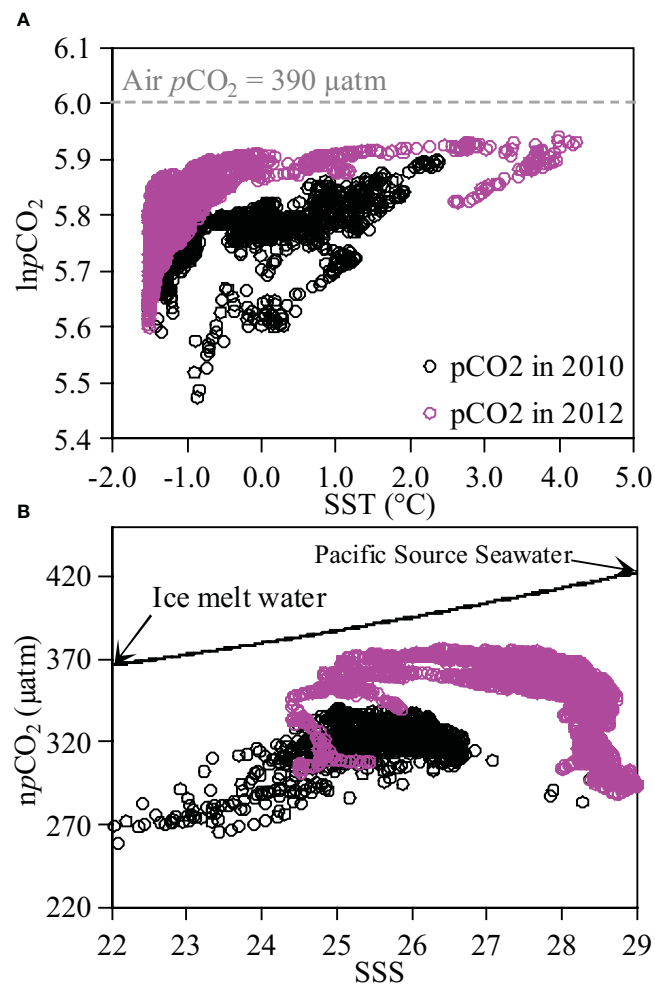 A
6.1
Air pCO₂ = 390 µatm
6.0
5.9
5.8
lnpCO₂
5.7
5.6
5.5
5.4
pCO2 in 2010
pCO2 in 2012
-2.0 -1.0 0.0 1.0 2.0 3.0 4.0 5.0
SST (°C)
B
Pacific Source Seawater
420
Ice melt water
370
npCO₂ (µatm)
320
270
220
22 23 24 25 26 27 28 29
SSS